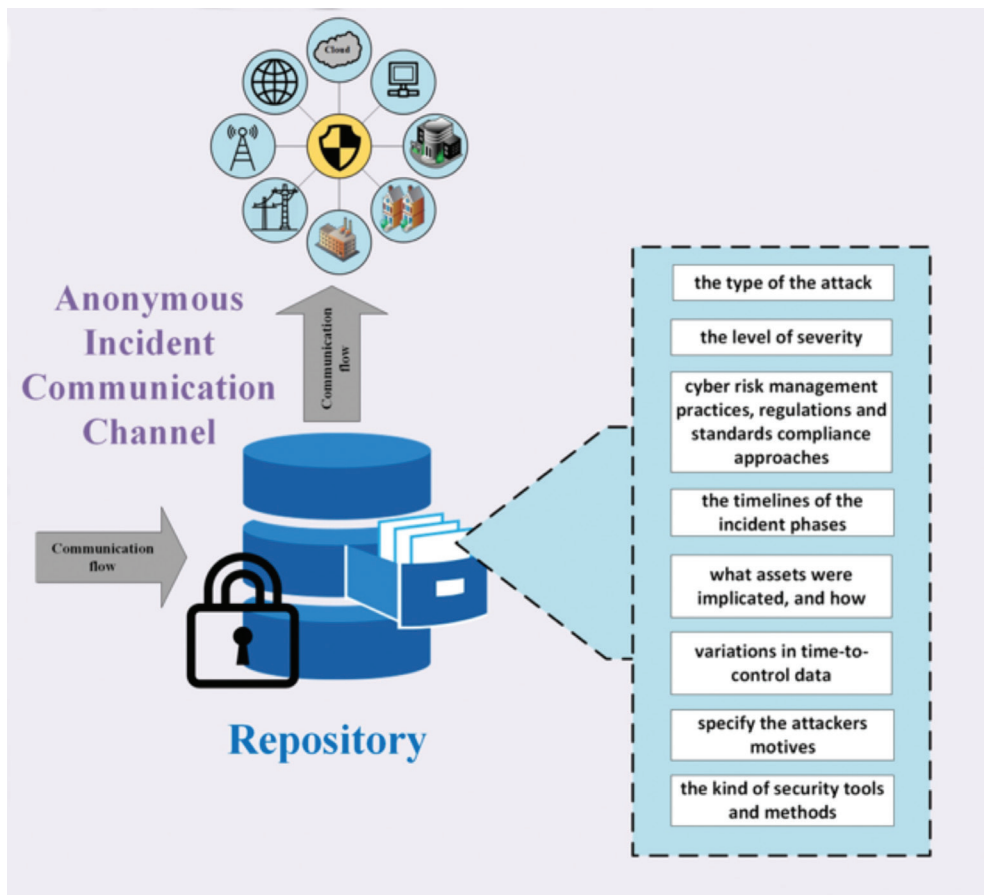 Cloud
Anonymous
Incident
Communication
Channel
Communication
flow
Communication
flow
Repository
the type of the attack
the level of severity
cyber risk management
practices, regulations and
standards compliance
approaches
the timelines of the
incident phases
what assets were
implicated, and how
variations in time-to-
control data
specify the attackers
motives
the kind of security tools
and methods